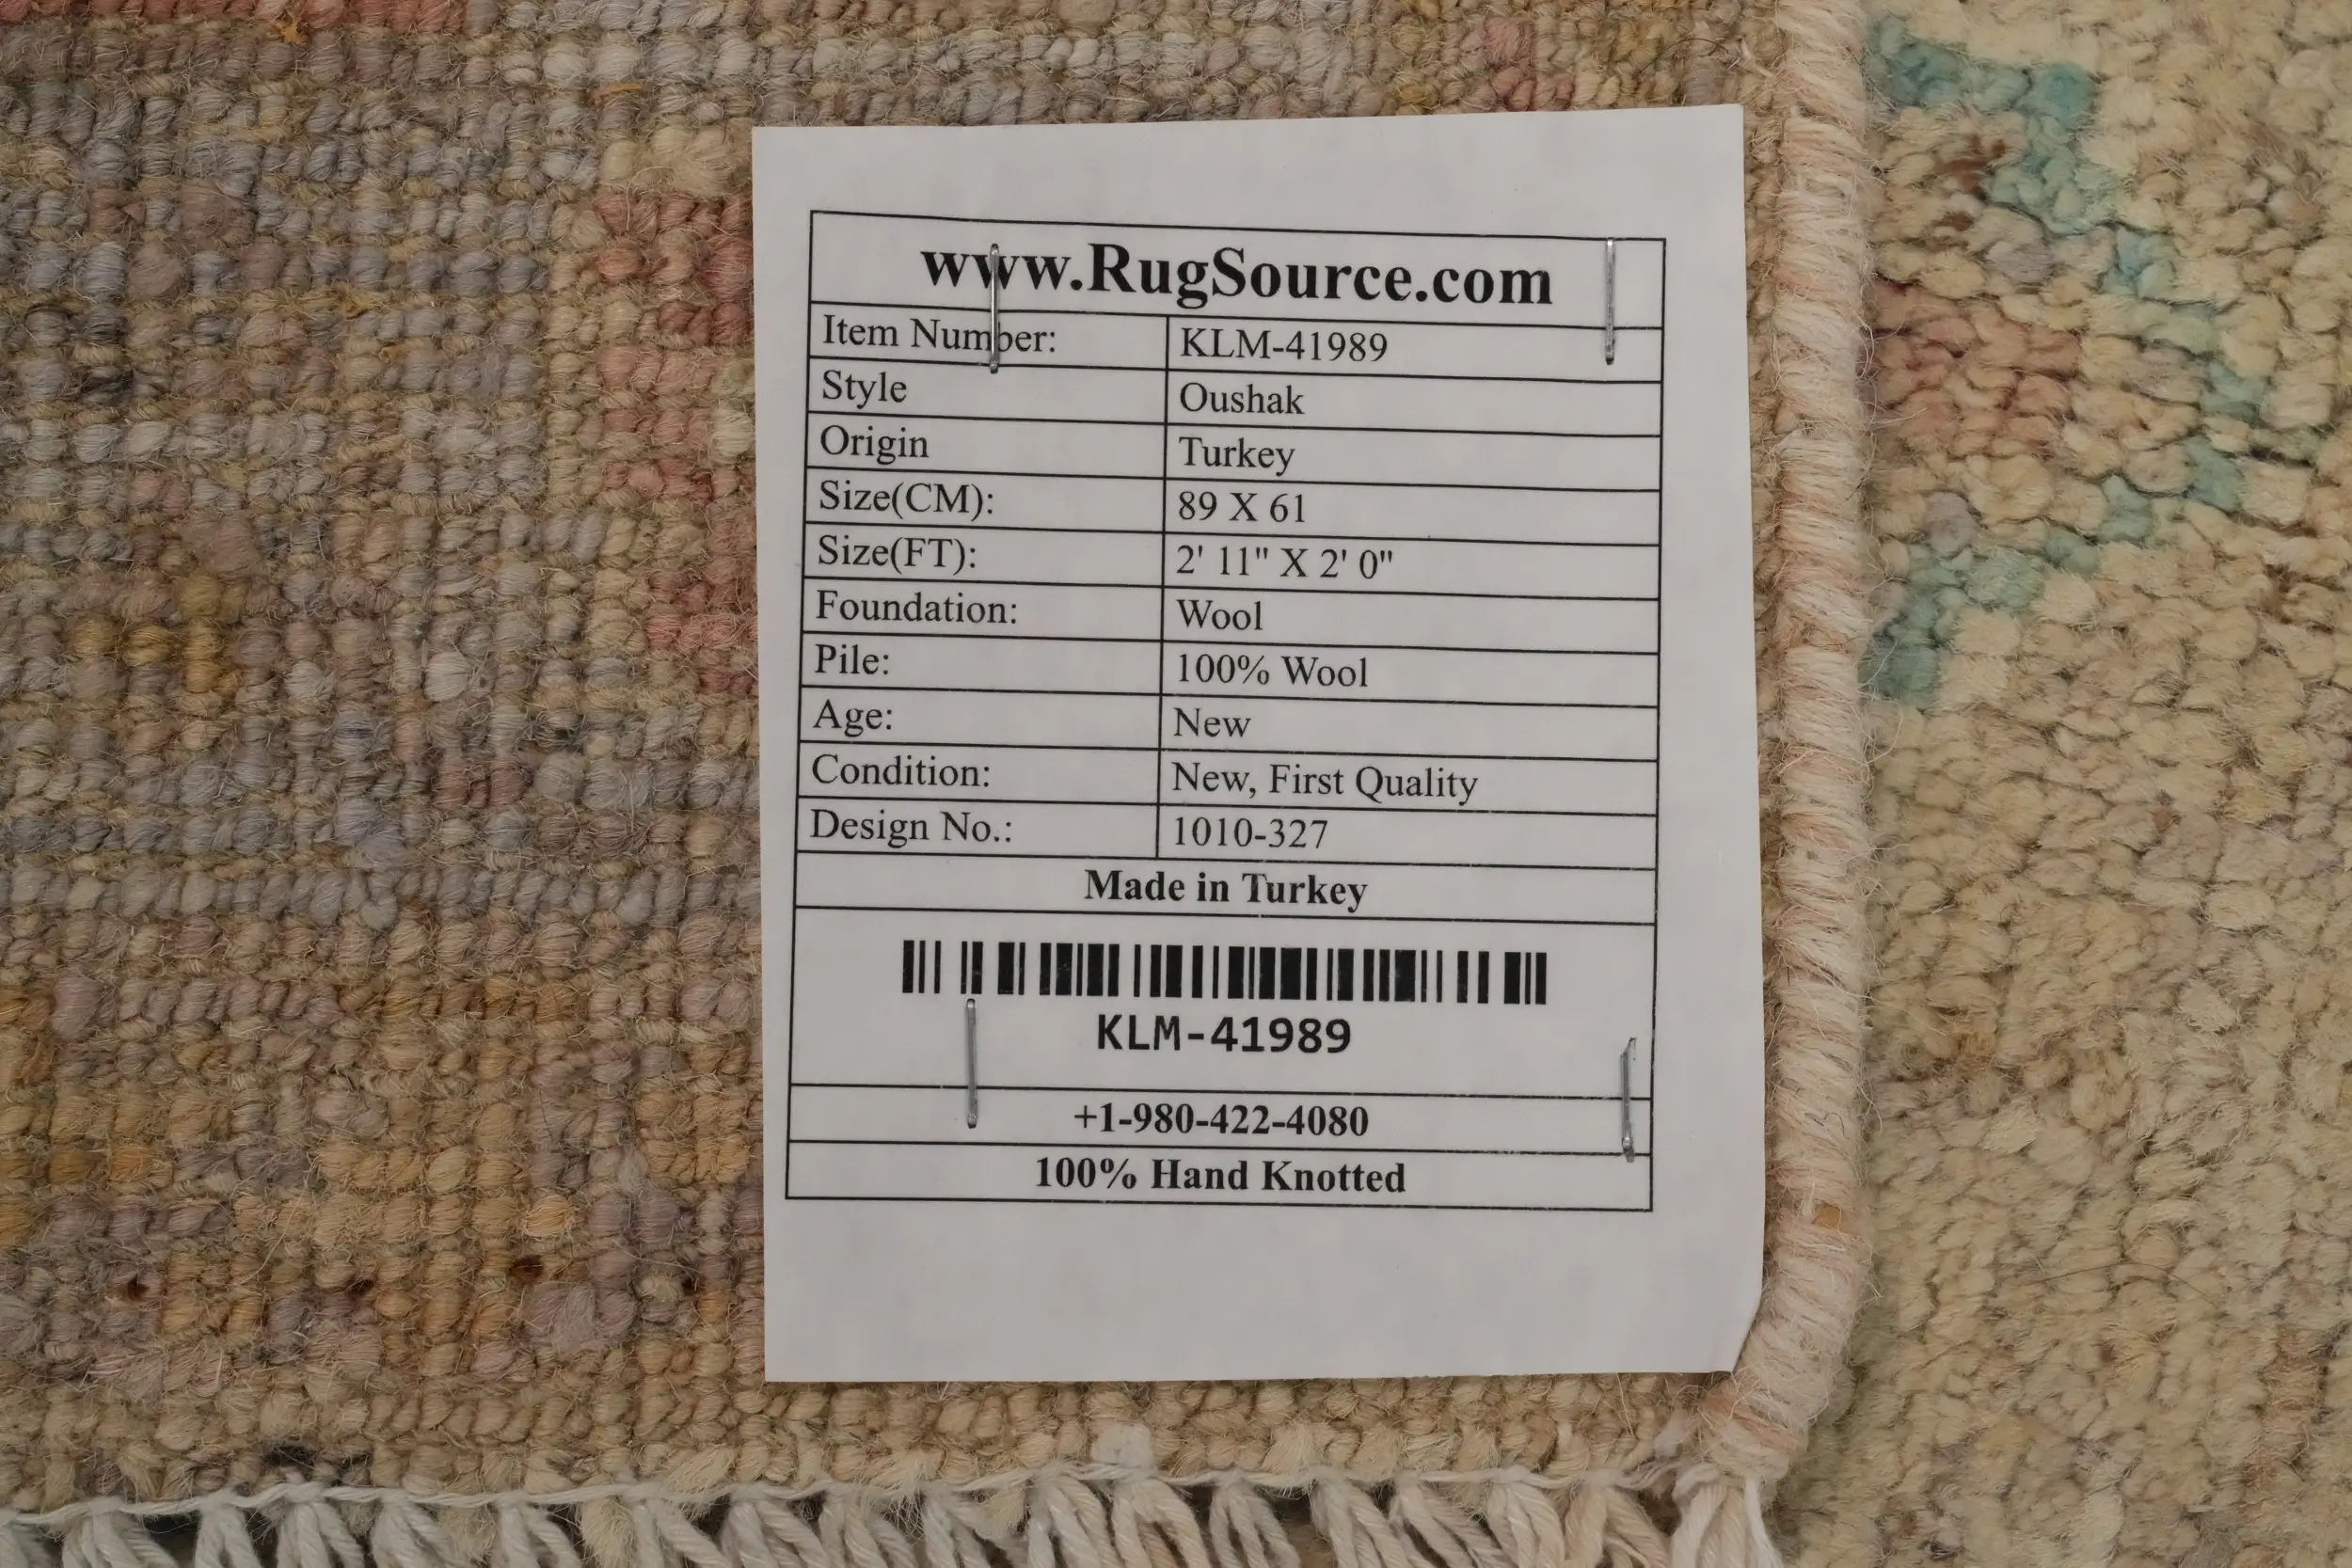 www.RugSource.com
Item Number: KLM-41989
Style Oushak
Origin Turkey
Size(CM): 89 X 61
Size(FT): 2' 11" X 2' 0"
Foundation: Wool
Pile: 100% Wool
Age: New
Condition: New, First Quality
Design No.: 1010-327
Made in Turkey
KLM-41989
+1-980-422-4080
100% Hand Knotted